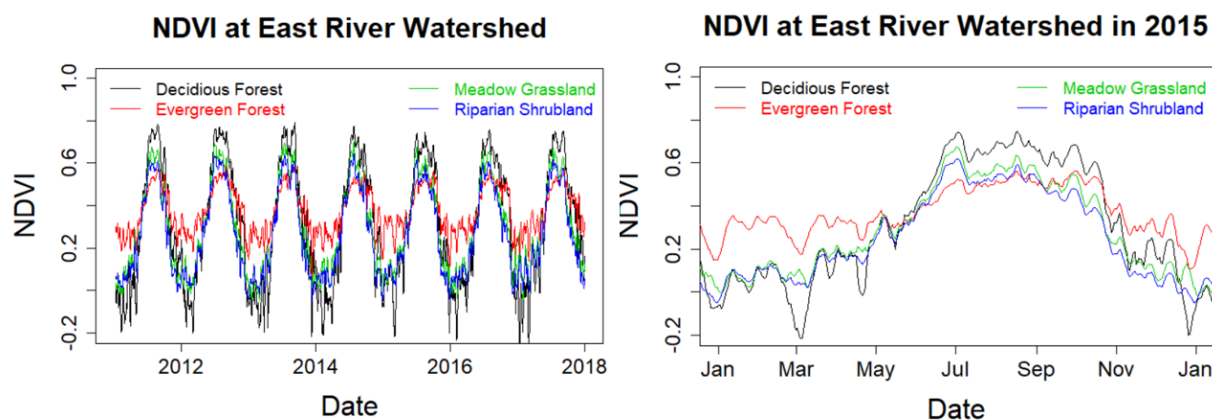 NDVI at East River Watershed
1.0
0.6
0.2
-0.2
NDVI
Decidious Forest
Evergreen Forest
Meadow Grassland
Riparian Shrubland
2012 2014 2016 2018
Date
NDVI at East River Watershed in 2015
1.0
0.6
0.2
-0.2
NDVI
Decidious Forest
Evergreen Forest
Meadow Grassland
Riparian Shrubland
Jan Mar May Jul Sep Nov Jan
Date